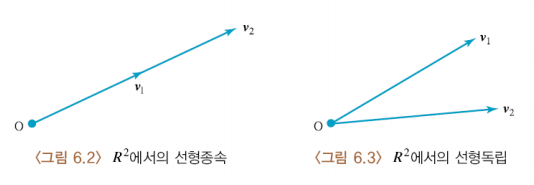 v₂
v₁
O
〈그림 6.2〉 R²에서의 선형종속
v₁
v₂
O
〈그림 6.3〉 R²에서의 선형독립